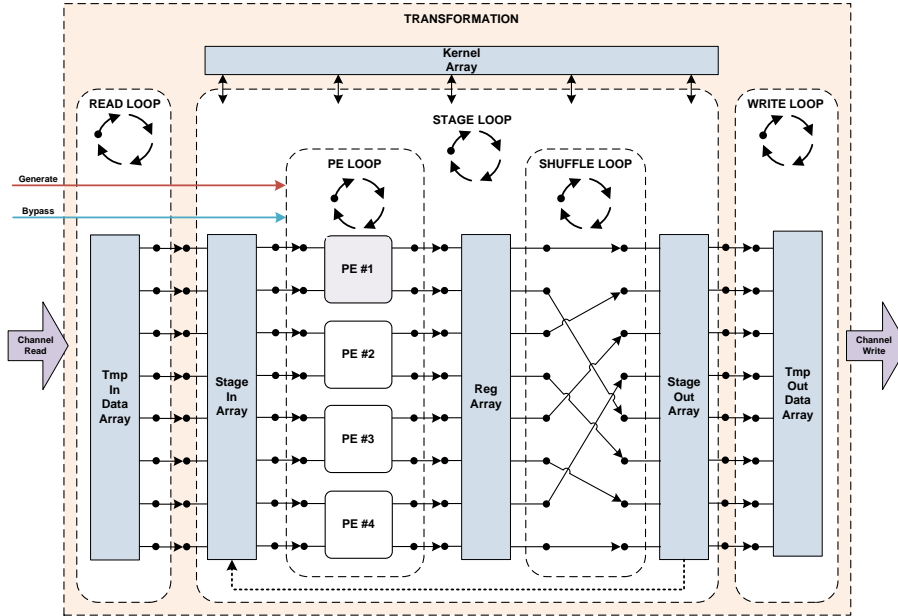 TRANSFORMATION
Kernel
Array
READ LOOP
STAGE LOOP
WRITE LOOP
PE LOOP
SHUFFLE LOOP
Generate
Bypass
Channel
Read
Tmp
In
Data
Array
Stage
In
Array
PE #1
PE #2
PE #3
PE #4
Reg
Array
Stage
Out
Array
Tmp
Out
Data
Array
Channel
Write